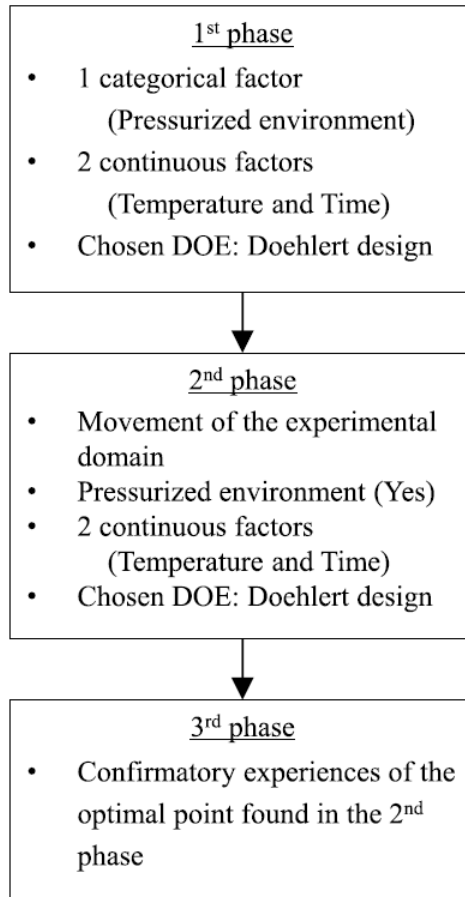 1st phase
• 1 categorical factor
(Pressurized environment)
• 2 continuous factors
(Temperature and Time)
• Chosen DOE: Doehlert design
2nd phase
• Movement of the experimental
domain
• Pressurized environment (Yes)
• 2 continuous factors
(Temperature and Time)
• Chosen DOE: Doehlert design
3rd phase
• Confirmatory experiences of the
optimal point found in the 2nd
phase